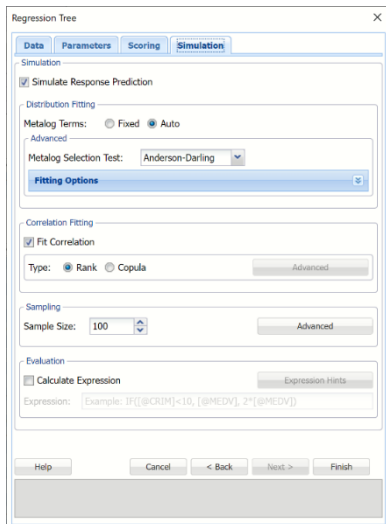 Regression Tree
Data Parameters Scoring Simulation
Simulation
Simulate Response Prediction
Distribution Fitting
Metalog Terms: Fixed Auto
Advanced
Metalog Selection Test: Anderson-Darling
Fitting Options
Correlation Fitting
Fit Correlation
Type: Rank Copula Advanced
Sampling
Sample Size: 100 Advanced
Evaluation
Calculate Expression Expression Hints
Expression: Example: IF([@CRIM]<10, [@MEDV], 2*[@MEDV])
Help Cancel < Back Next > Finish